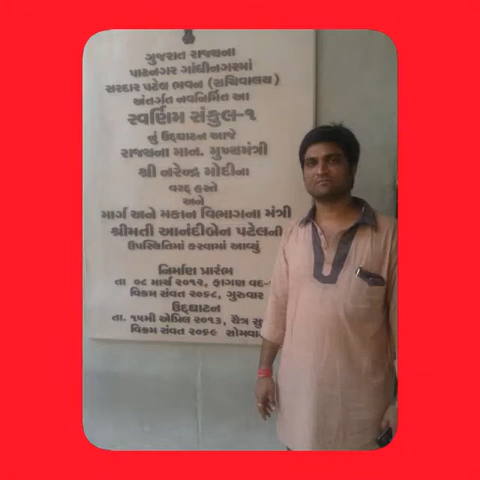 ગુજરાત રાજ્યના
પાટનગર ગાંધીનગરમાં
સરદાર પટેલ ભવન (સચિવાલય)
અંતર્ગત નવનિર્મિત આ
સ્વર્ણિમ સંકુલ-૧
નું ઉદ્‍ઘાટન આજે
રાજ્યના માન. મુખ્યમંત્રી
શ્રી નરેન્દ્ર મોદીના
વરદ્ હસ્તે
અને
માર્ગ અને મકાન વિભાગના મંત્રી
શ્રીમતી આનંદીબેન પટેલની
ઉપસ્થિતિમાં કરવામાં આવ્યું
નિર્માણ પ્રારંભ
તા ૦૮ માર્ચ ૨૦૧૨, ફાગણ વદ-
વિક્રમ સંવત ૨૦૬૮, ગુરુવાર
ઉદ્‍ઘાટન
તા. ૧૫મી એપ્રિલ ૨૦૧૩, ચૈત્ર સુ
વિક્રમ સંવત ૨૦૬૯ સોમવા